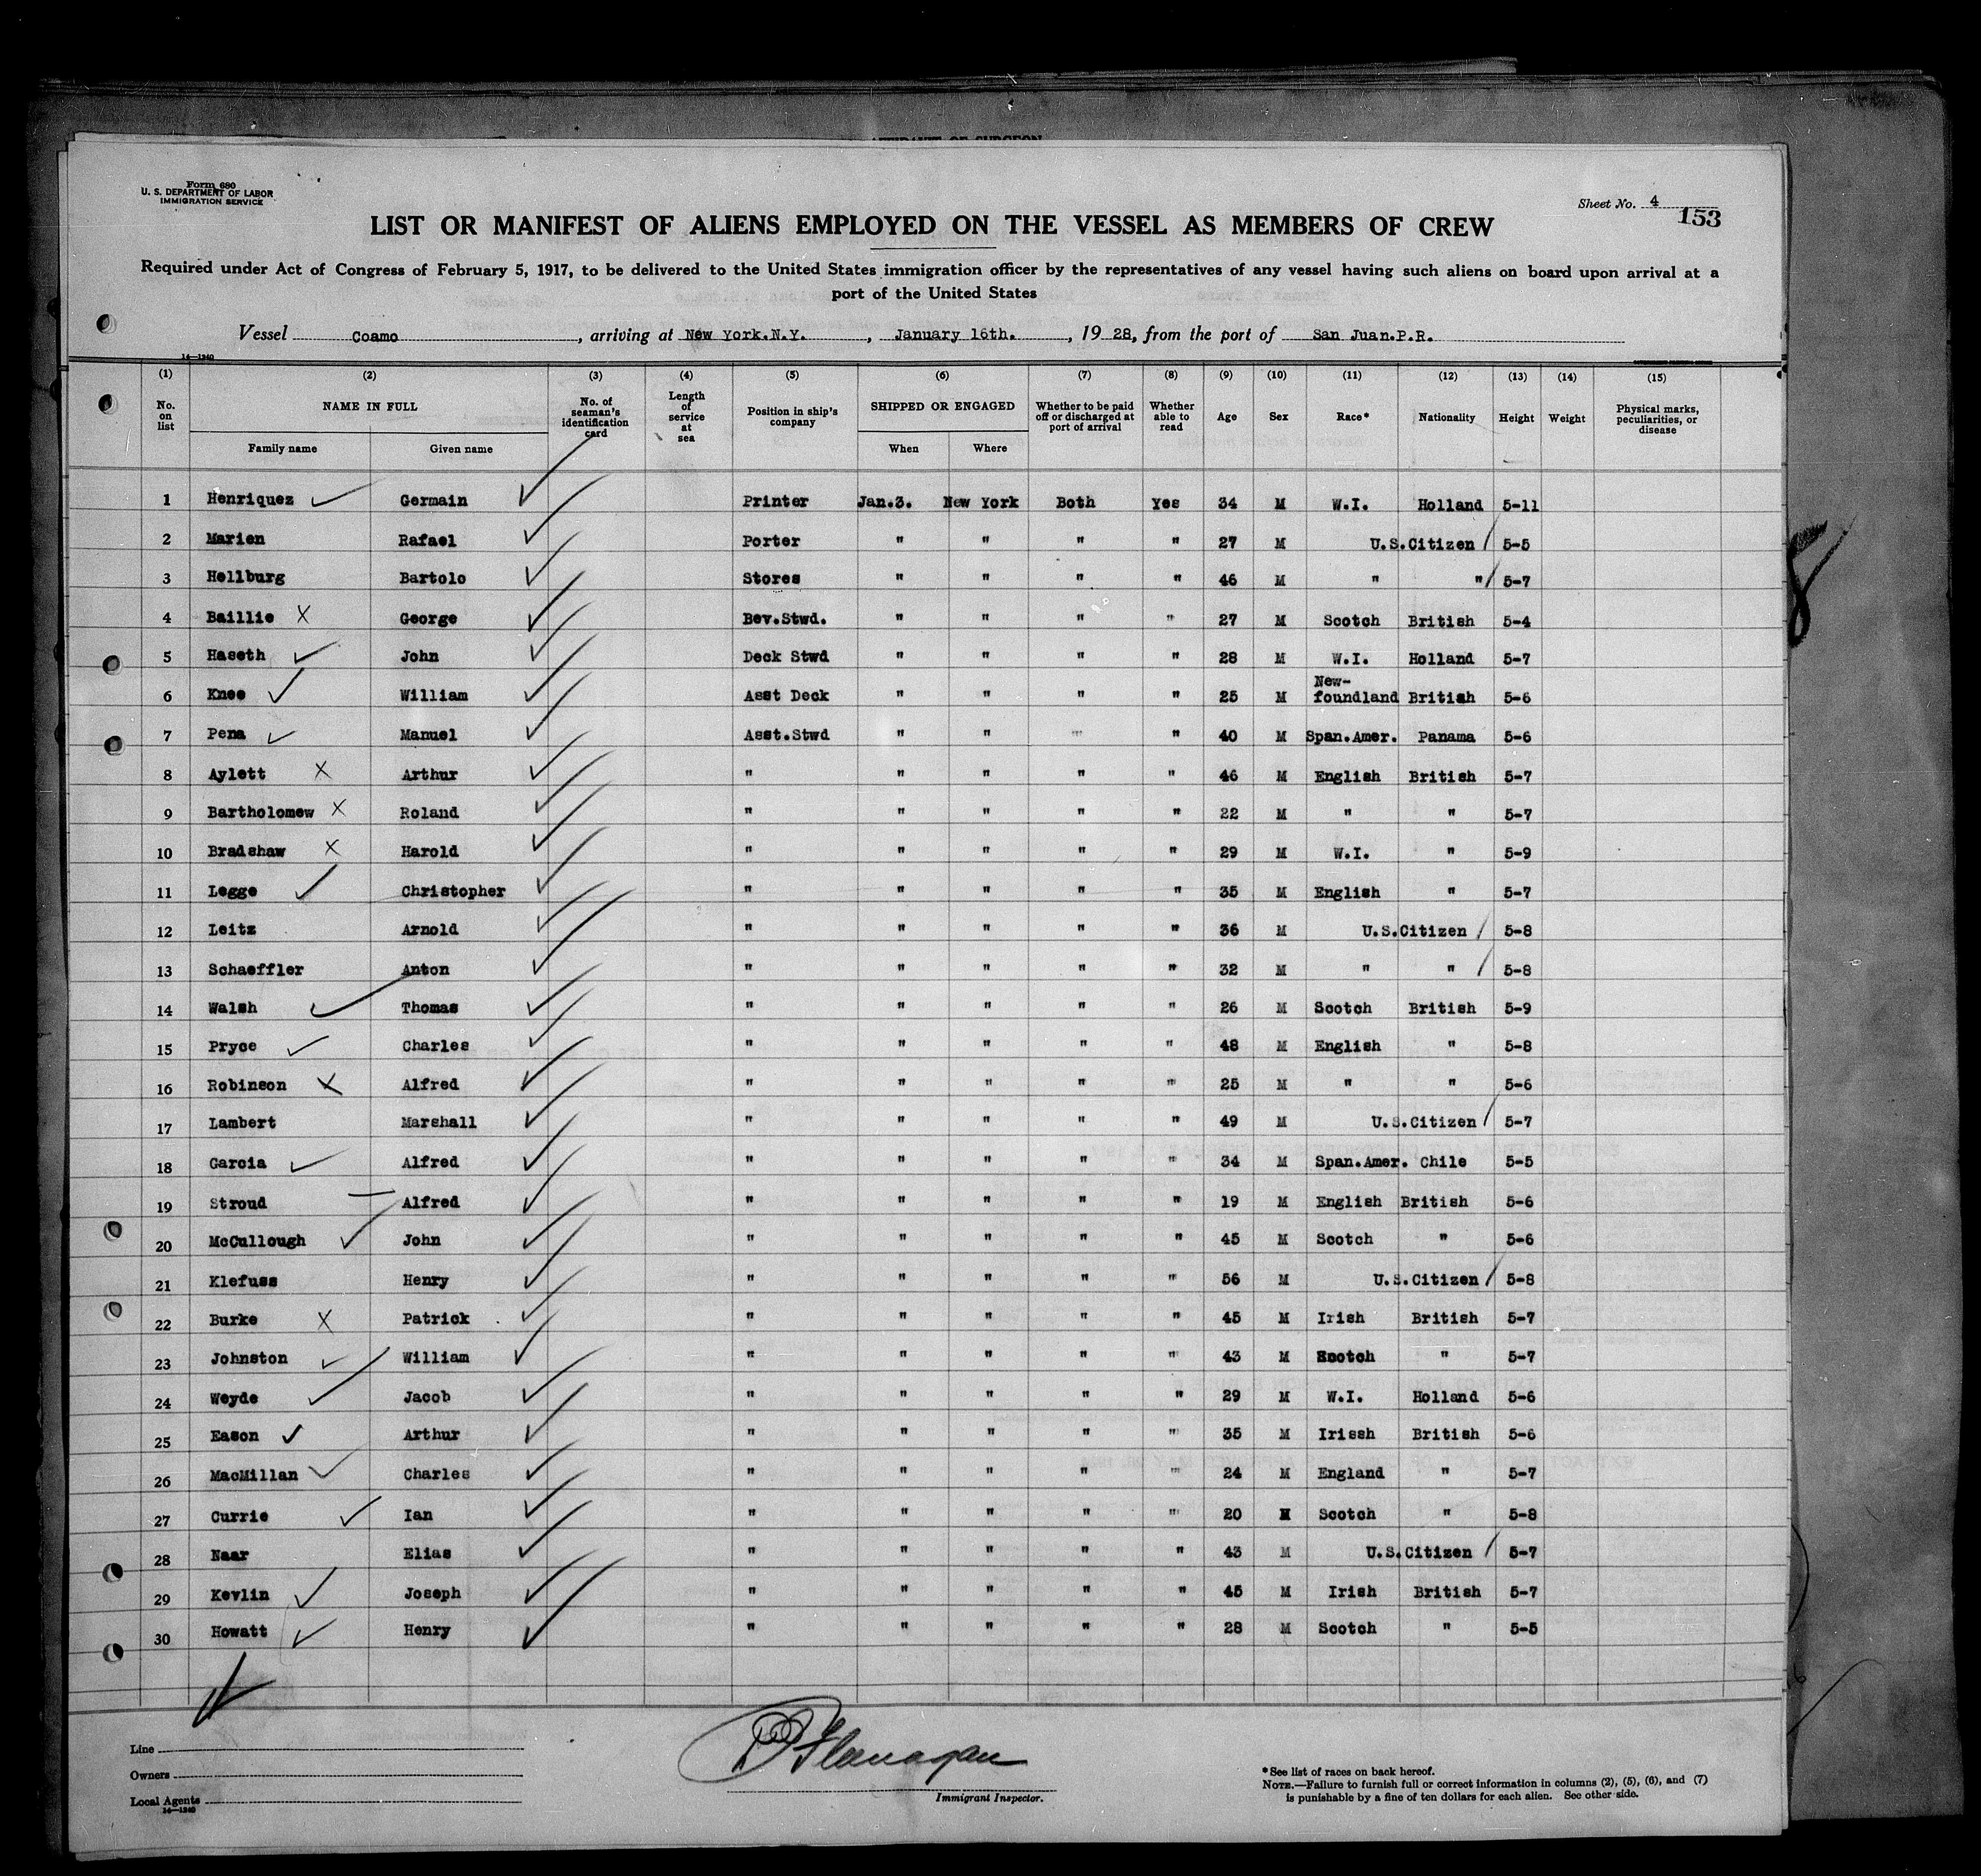 Form 680
U. S. DEPARTMENT OF LABOR
IMMIGRATION SERVICE
Sheet No. 4
153
LIST OR MANIFEST OF ALIENS EMPLOYED ON THE VESSEL AS MEMBERS OF CREW
Required under Act of Congress of February 5, 1917, to be delivered to the United States immigration officer by the representatives of any vessel having such aliens on board upon arrival at a
port of the United States
Vessel Coamo, arriving at New York.N.Y., January 16th., 19 28, from the port of San Juan.P.R.
14—1240
(1) (2) (3) (4) (5) (6) (7) (8) (9) (10) (11) (12) (13) (14) (15)
No. on list NAME IN FULL Family name Given name No. of seaman's identification card Length of service at sea Position in ship's company SHIPPED OR ENGAGED When Where Whether to be paid off or discharged at port of arrival Whether able to read Age Sex Race* Nationality Height Weight Physical marks, peculiarities, or disease
1 Henriquez Germain Printer Jan.3. New York Both Yes 34 M W.I. Holland 5-11
2 Marien Rafael Porter " " " " 27 M U.S.Citizen 5-5
3 Hellburg Bartolo Stores " " " " 46 M " " 5-7
4 Baillie George Bev.Stwd. " " " " 27 M Scotch British 5-4
5 Haseth John Deck Stwd " " " " 28 M W.I. Holland 5-7
6 Knee William Asst Deck " " " " 25 M New-foundland British 5-6
7 Pena Manuel Asst.Stwd " " " " 40 M Span.Amer. Panama 5-6
8 Aylett Arthur " " " " " 46 M English British 5-7
9 Bartholomew Roland " " " " " 22 M " " 5-7
10 Bradshaw Harold " " " " " 29 M W.I. " 5-9
11 Legge Christopher " " " " " 35 M English " 5-7
12 Leitz Arnold " " " " " 36 M U.S.Citizen 5-8
13 Schaeffler Anton " " " " " 32 M " " 5-8
14 Walsh Thomas " " " " " 26 M Scotch British 5-9
15 Pryce Charles " " " " " 48 M English " 5-8
16 Robinson Alfred " " " " " 25 M " " 5-6
17 Lambert Marshall " " " " " 49 M U.S.Citizen 5-7
18 Garcia Alfred " " " " " 34 M Span.Amer. Chile 5-5
19 Stroud Alfred " " " " " 19 M English British 5-6
20 McCullough John " " " " " 45 M Scotch " 5-6
21 Klefuss Henry " " " " " 56 M U.S.Citizen 5-8
22 Burke Patrick " " " " " 45 M Irish British 5-7
23 Johnston William " " " " " 43 M Scotch " 5-7
24 Weyde Jacob " " " " " 29 M W.I. Holland 5-6
25 Eason Arthur " " " " " 35 M Irissh British 5-6
26 MacMillan Charles " " " " " 24 M England " 5-7
27 Currie Ian " " " " " 20 M Scotch " 5-8
28 Naar Elias " " " " " 43 M U.S.Citizen 5-7
29 Kevlin Joseph " " " " " 45 M Irish British 5-7
30 Howatt Henry " " " " " 28 M Scotch " 5-5
Line
Owners
Local Agents
14—1240
Flanagan
Immigrant Inspector.
*See list of races on back hereof.
NOTE.—Failure to furnish full or correct information in columns (2), (5), (6), and (7)
is punishable by a fine of ten dollars for each alien. See other side.